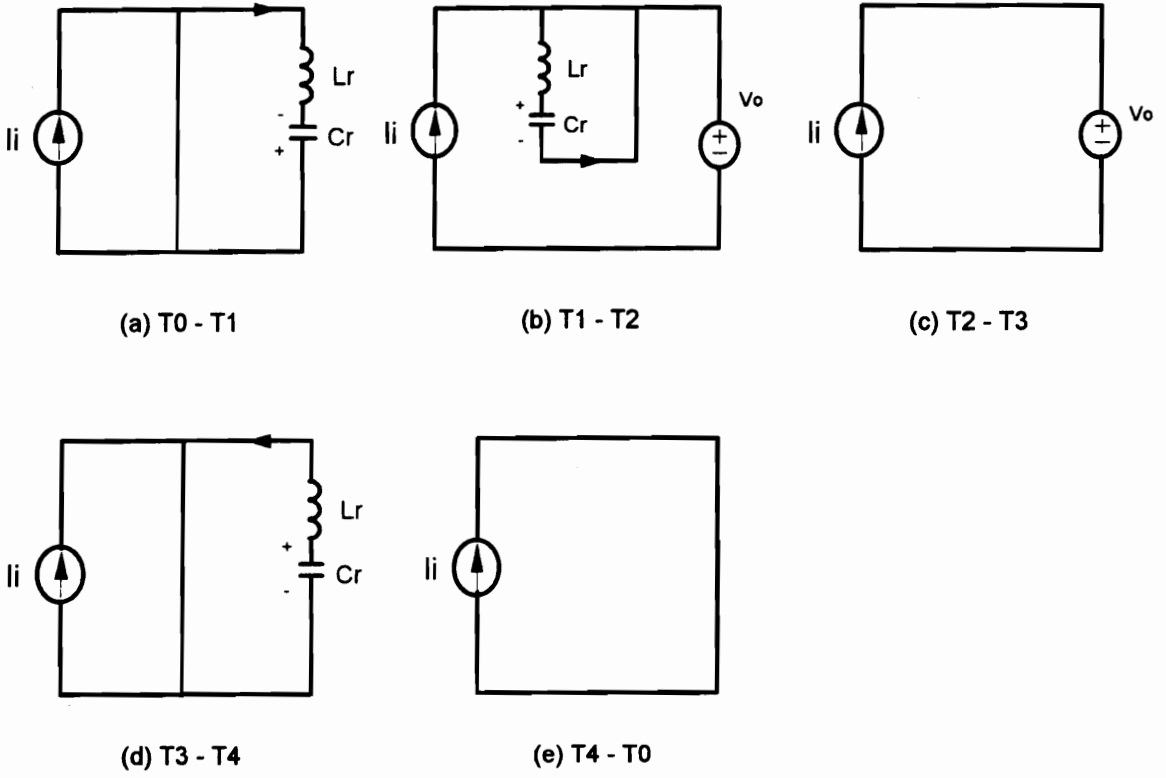 Ii
Lr
-
+
Cr
(a) T0 - T1
Ii
Lr
+
-
Cr
Vo
+
-
(b) T1 - T2
Ii
Vo
+
-
(c) T2 - T3
Ii
Lr
+
-
Cr
(d) T3 - T4
Ii
(e) T4 - T0